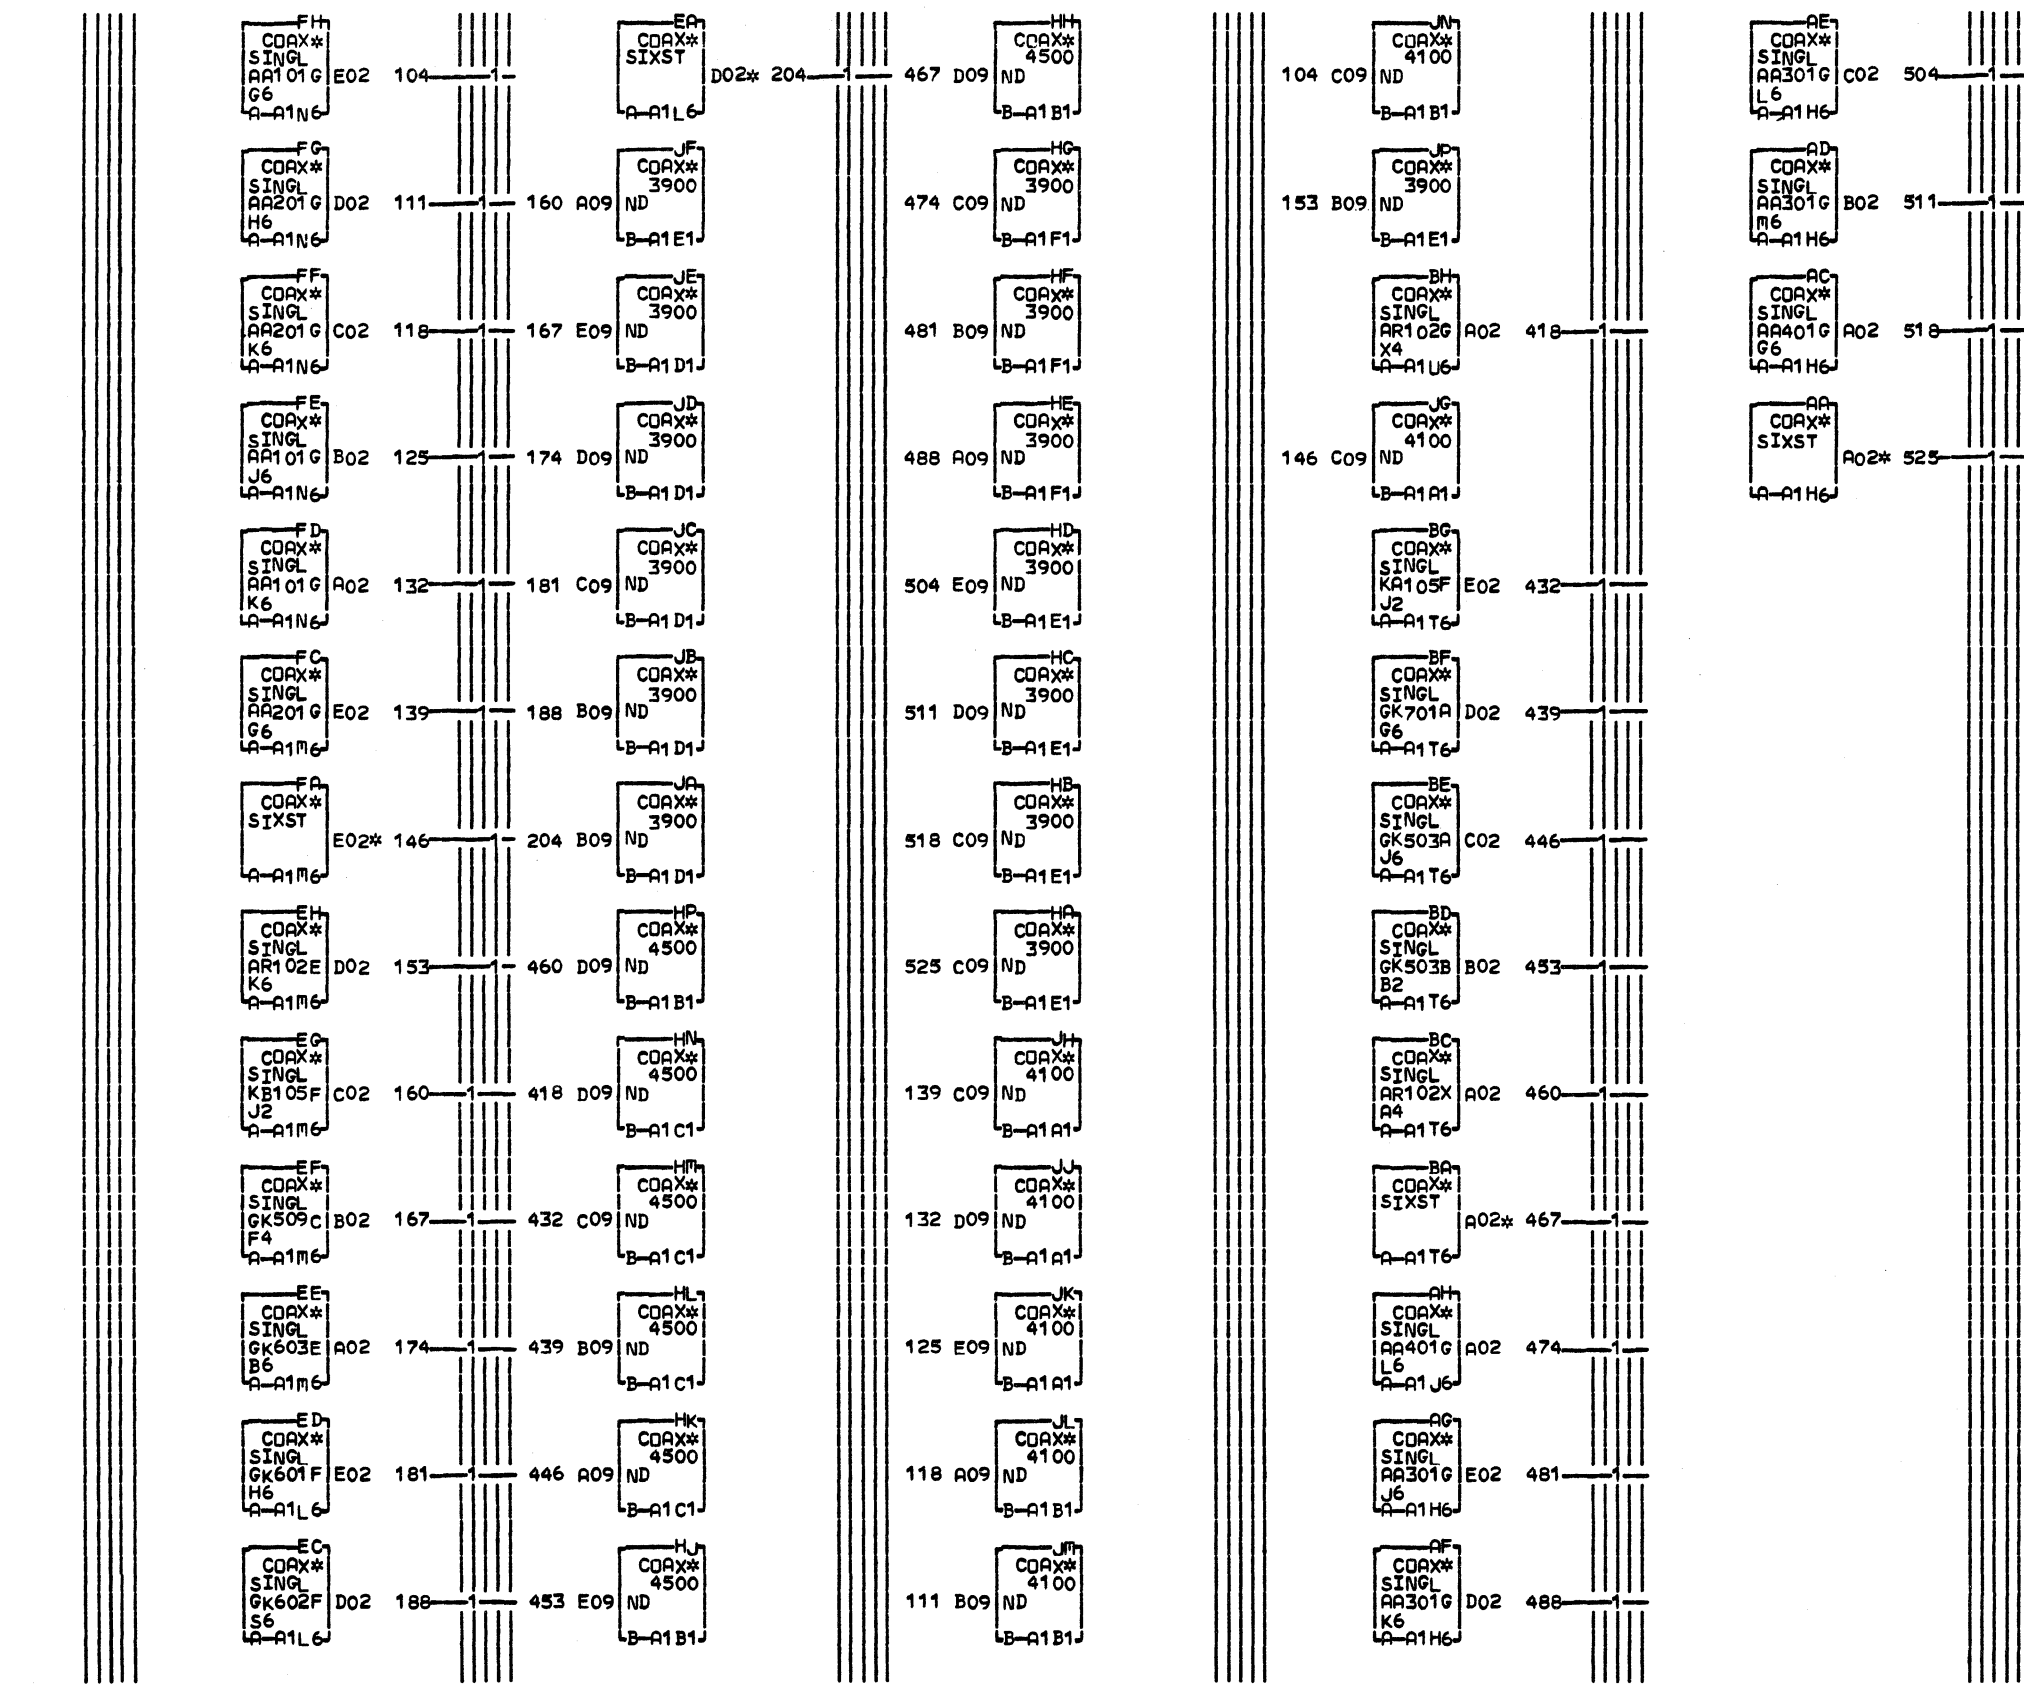 FH
COAX*
SINGL
AA101G E02 104 1
G6
A-A1N6
FG
COAX*
SINGL
AA201G D02 111 1
H6
A-A1N6
FF
COAX*
SINGL
AA201G C02 118 1
K6
A-A1N6
FE
COAX*
SINGL
AA101G B02 125 1
J6
A-A1N6
FD
COAX*
SINGL
AA101G A02 132 1
K6
A-A1N6
FC
COAX*
SINGL
AA201G E02 139 1
G6
A-A1M6
FA
COAX*
SIXST
E02* 146 1
A-A1M6
EH
COAX*
SINGL
AR102E D02 153 1
K6
A-A1M6
EG
COAX*
SINGL
KB105F C02 160 1
J2
A-A1M6
EF
COAX*
SINGL
GK509C B02 167 1
F4
A-A1M6
EE
COAX*
SINGL
GK603E A02 174 1
B6
A-A1M6
ED
COAX*
SINGL
GK601F E02 181 1
H6
A-A1L6
EC
COAX*
SINGL
GK602F D02 188 1
S6
A-A1L6
EA
COAX*
SIXST
D02* 204 1
A-A1L6
JF
COAX*
3900
160 A09 ND
B-A1E1
JE
COAX*
3900
167 E09 ND
B-A1D1
JD
COAX*
3900
174 D09 ND
B-A1D1
JC
COAX*
3900
181 C09 ND
B-A1D1
JB
COAX*
3900
188 B09 ND
B-A1D1
JA
COAX*
3900
204 B09 ND
B-A1D1
HP
COAX*
4500
460 D09 ND
B-A1B1
HN
COAX*
4500
418 D09 ND
B-A1C1
HM
COAX*
4500
432 C09 ND
B-A1C1
HL
COAX*
4500
439 B09 ND
B-A1C1
HK
COAX*
4500
446 A09 ND
B-A1C1
HJ
COAX*
4500
453 E09 ND
B-A1B1
HH
COAX*
4500
467 D09 ND
B-A1B1
HG
COAX*
3900
474 C09 ND
B-A1F1
HF
COAX*
3900
481 B09 ND
B-A1F1
HE
COAX*
3900
488 A09 ND
B-A1F1
HD
COAX*
3900
504 E09 ND
B-A1E1
HC
COAX*
3900
511 D09 ND
B-A1E1
HB
COAX*
3900
518 C09 ND
B-A1E1
HA
COAX*
3900
525 C09 ND
B-A1E1
JH
COAX*
4100
139 C09 ND
B-A1A1
JJ
COAX*
4100
132 D09 ND
B-A1A1
JK
COAX*
4100
125 E09 ND
B-A1A1
JL
COAX*
4100
118 A09 ND
B-A1B1
JM
COAX*
4100
111 B09 ND
B-A1B1
JN
COAX*
4100
104 C09 ND
B-A1B1
JP
COAX*
3900
153 B09 ND
B-A1E1
BH
COAX*
SINGL
AR102G A02 418 1
X4
A-A1U6
JG
COAX*
4100
146 C09 ND
B-A1A1
BG
COAX*
SINGL
KA105F E02 432 1
J2
A-A1T6
BF
COAX*
SINGL
GK701A D02 439 1
G6
A-A1T6
BE
COAX*
SINGL
GK503A C02 446 1
J6
A-A1T6
BD
COAX*
SINGL
GK503B B02 453 1
B2
A-A1T6
BC
COAX*
SINGL
AR102X A02 460 1
A4
A-A1T6
BA
COAX*
SIXST
A02* 467 1
A-A1T6
AH
COAX*
SINGL
AA401G A02 474 1
L6
A-A1J6
AG
COAX*
SINGL
AA301G E02 481 1
J6
A-A1H6
AF
COAX*
SINGL
AA301G D02 488 1
K6
A-A1H6
AE
COAX*
SINGL
AA301G C02 504 1
L6
A-A1H6
AD
COAX*
SINGL
AA301G B02 511 1
M6
A-A1H6
AC
COAX*
SINGL
AA401G A02 518 1
G6
A-A1H6
AA
COAX*
SIXST
A02* 525 1
A-A1H6